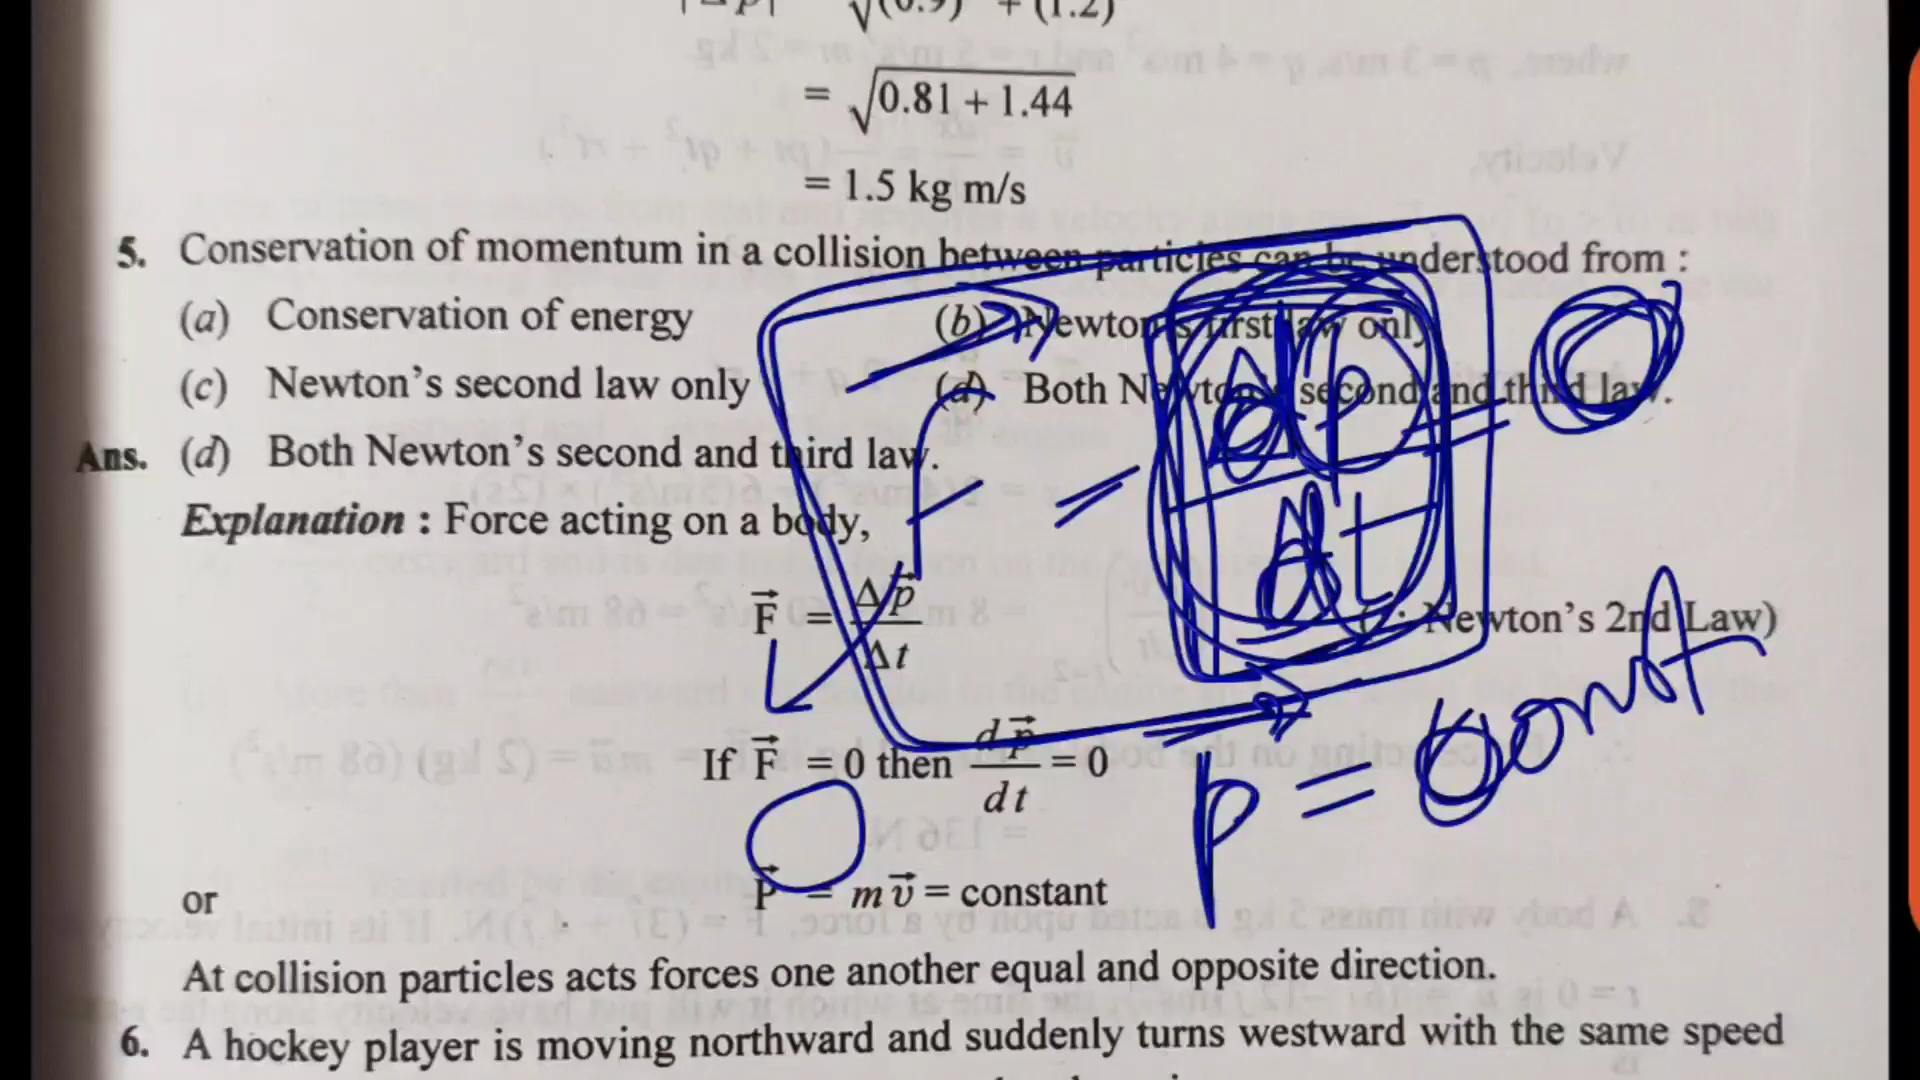 = √0.81 + 1.44
= 1.5 kg m/s
5. Conservation of momentum in a collision between particles can be understood from :
(a) Conservation of energy (b) Newton's first law only
(c) Newton's second law only (d) Both Newton's second and third law.
Ans. (d) Both Newton's second and third law.
Explanation : Force acting on a body,
F⃗ = Δp⃗ / Δt (∵ Newton's 2nd Law)
Δp / Δt = 0
If F⃗ = 0 then dp⃗ / dt = 0
p = const
or P⃗ = mv⃗ = constant
At collision particles acts forces one another equal and opposite direction.
6. A hockey player is moving northward and suddenly turns westward with the same speed